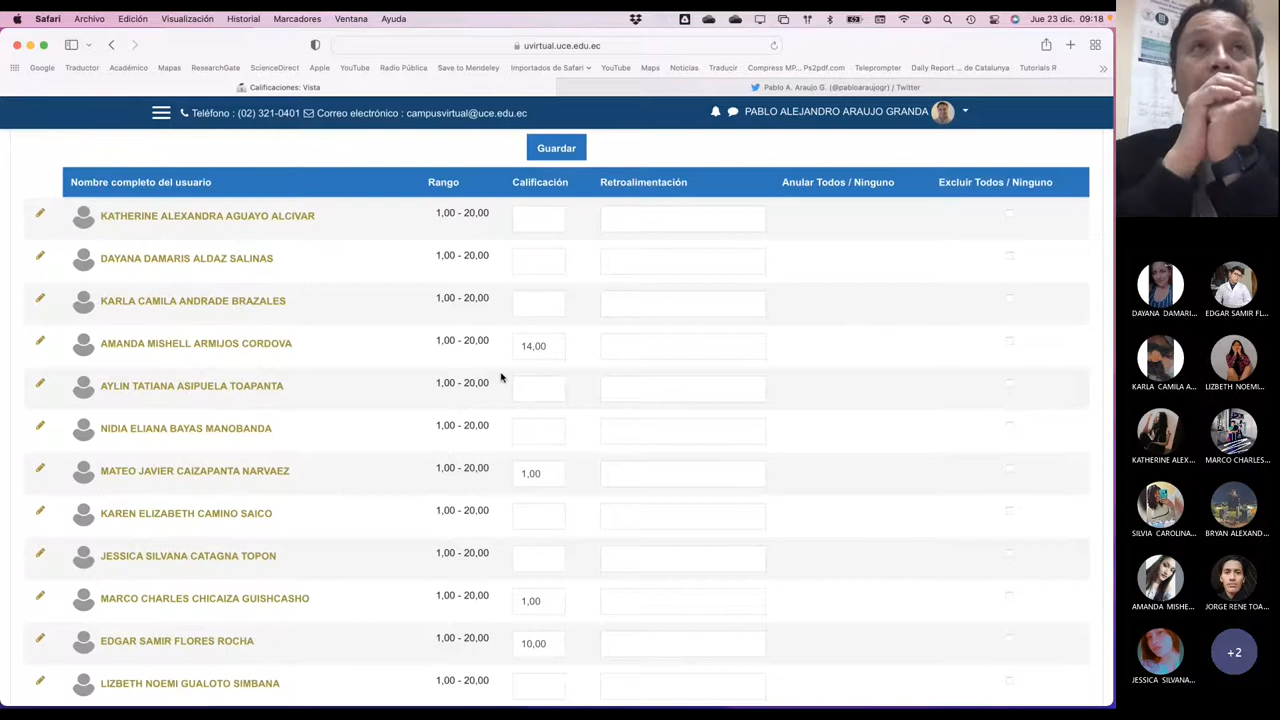 Safari Archivo Edición Visualización Historial Marcadores Ventana Ayuda Jue 23 dic. 09:18
uvirtual.uce.edu.ec
Google Traductor Académico Mapas ResearchGate ScienceDirect Apple YouTube Radio Pública Save to Mendeley Importados de Safari YouTube Maps Noticias Traducir Compress MP... Ps2pdf.com Teleprompter Daily Report ... de Catalunya Tutorials R
Calificaciones: Vista Pablo A. Araujo G. (@pabloaraujogr) / Twitter
Teléfono : (02) 321-0401 Correo electrónico : campusvirtual@uce.edu.ec PABLO ALEJANDRO ARAUJO GRANDA
Guardar
Nombre completo del usuario Rango Calificación Retroalimentación Anular Todos / Ninguno Excluir Todos / Ninguno
KATHERINE ALEXANDRA AGUAYO ALCIVAR 1,00 - 20,00
DAYANA DAMARIS ALDAZ SALINAS 1,00 - 20,00
KARLA CAMILA ANDRADE BRAZALES 1,00 - 20,00
AMANDA MISHELL ARMIJOS CORDOVA 1,00 - 20,00 14,00
AYLIN TATIANA ASIPUELA TOAPANTA 1,00 - 20,00
NIDIA ELIANA BAYAS MANOBANDA 1,00 - 20,00
MATEO JAVIER CAIZAPANTA NARVAEZ 1,00 - 20,00 1,00
KAREN ELIZABETH CAMINO SAICO 1,00 - 20,00
JESSICA SILVANA CATAGNA TOPON 1,00 - 20,00
MARCO CHARLES CHICAIZA GUISHCASHO 1,00 - 20,00 1,00
EDGAR SAMIR FLORES ROCHA 1,00 - 20,00 10,00
LIZBETH NOEMI GUALOTO SIMBANA 1,00 - 20,00
DAYANA DAMARI... EDGAR SAMIR FL...
KARLA CAMILA A... LIZBETH NOEMI...
KATHERINE ALEX... MARCO CHARLES...
SILVIA CAROLINA... BRYAN ALEXAND...
AMANDA MISHE... JORGE RENE TOA...
JESSICA SILVANA... +2